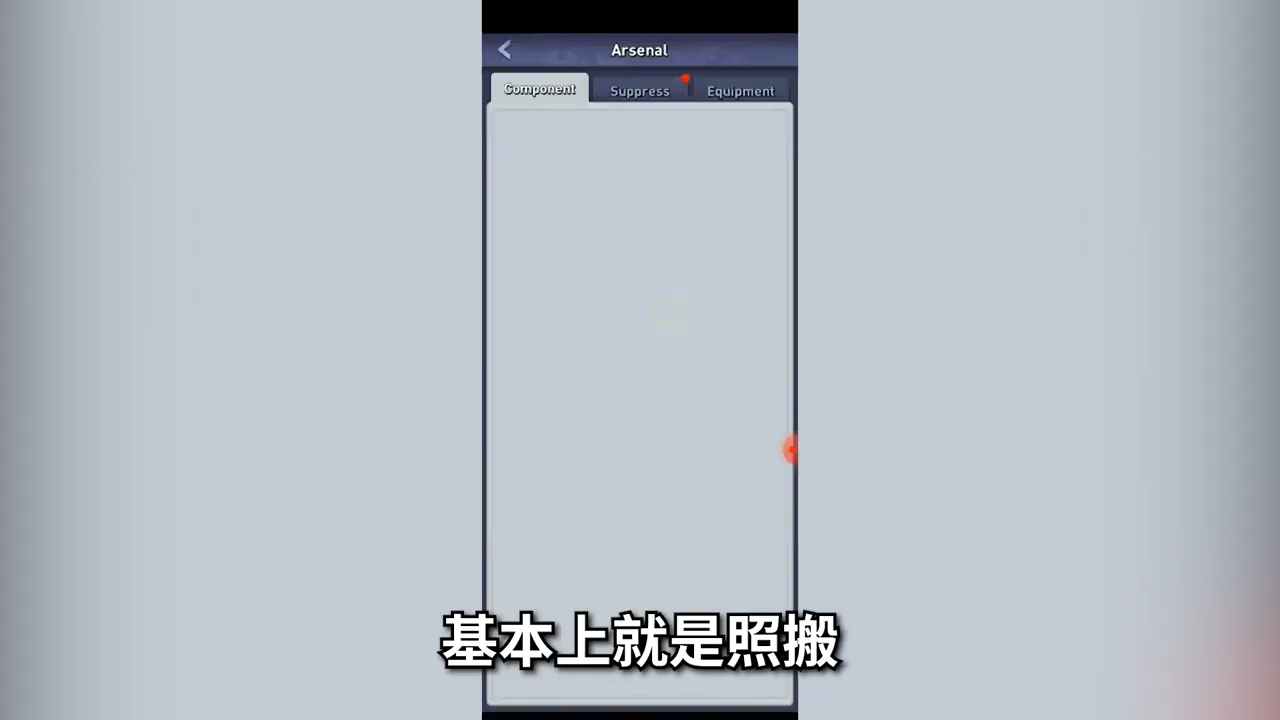 Arsenal
Component
Suppress
Equipment
基本上就是照搬